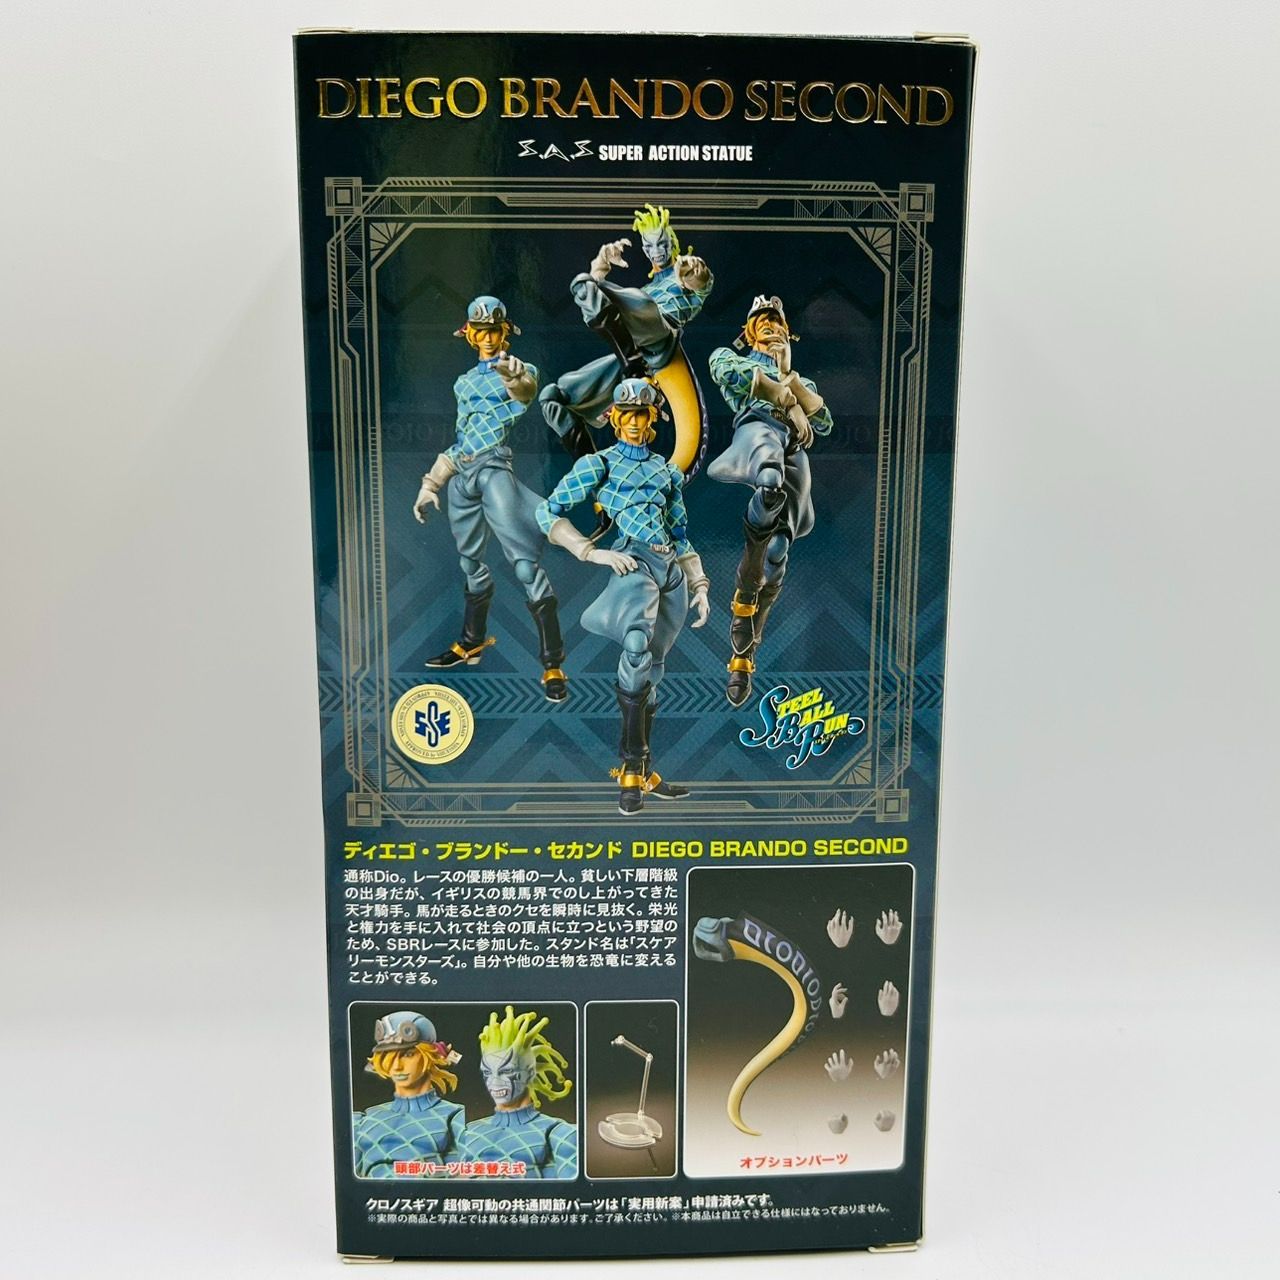 DIEGO BRANDO SECOND
S.A.S SUPER ACTION STATUE
DIO
SSE
STEEL
BALL
RUN
ディエゴ・ブランドー・セカンド DIEGO BRANDO SECOND
通称Dio。レースの優勝候補の一人。貧しい下層階級
の出身だが、イギリスの競馬界でのし上がってきた
天才騎手。馬が走るときのクセを瞬時に見抜く。栄光
と権力を手に入れて社会の頂点に立つという野望の
ため、SBRレースに参加した。スタンド名は「スケア
リーモンスターズ」。自分や他の生物を恐竜に変える
ことができる。
DIODIODIO
頭部パーツは差替え式
オプションパーツ
クロノスギア 超像可動の共通関節パーツは「実用新案」申請済みです。
※実際の商品と写真とでは異なる場合があります。ご了承ください。※本商品は自立できる仕様にはなっておりません。